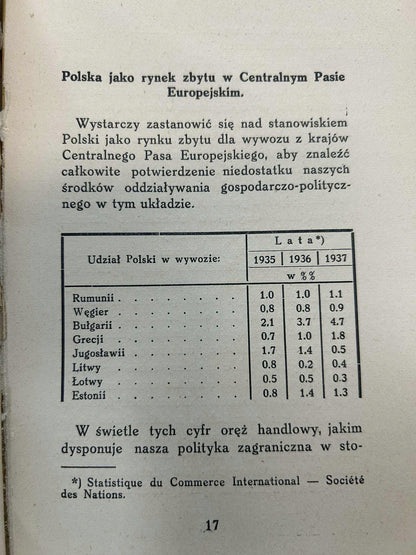 Polska jako rynek zbytu w Centralnym Pasie
Europejskim.
Wystarczy zastanowić się nad stanowiskiem
Polski jako rynku zbytu dla wywozu z krajów
Centralnego Pasa Europejskiego, aby znaleźć
całkowite potwierdzenie niedostatku naszych
środków oddziaływania gospodarczo-politycz-
nego w tym układzie.
Udział Polski w wywozie: Lata*)
1935 1936 1937
w %%
Rumunii . . . . . . . 1.0 1.0 1.1
Węgier . . . . . . . 0,8 0.8 0.9
Bułgarii . . . . . . . 2,1 3.7 4.7
Grecji . . . . . . . 0,7 1.0 1.8
Jugosławii . . . . . . . 1.7 1.4 0.5
Litwy . . . . . . . 0.8 0.2 0.4
Łotwy . . . . . . . 0.5 0.5 0.3
Estonii . . . . . . . 0.8 1.4 1.3
W świetle tych cyfr oręż handlowy, jakim
dysponuje nasza polityka zagraniczna w sto-
*) Statistique du Commerce International — Société
des Nations.
17